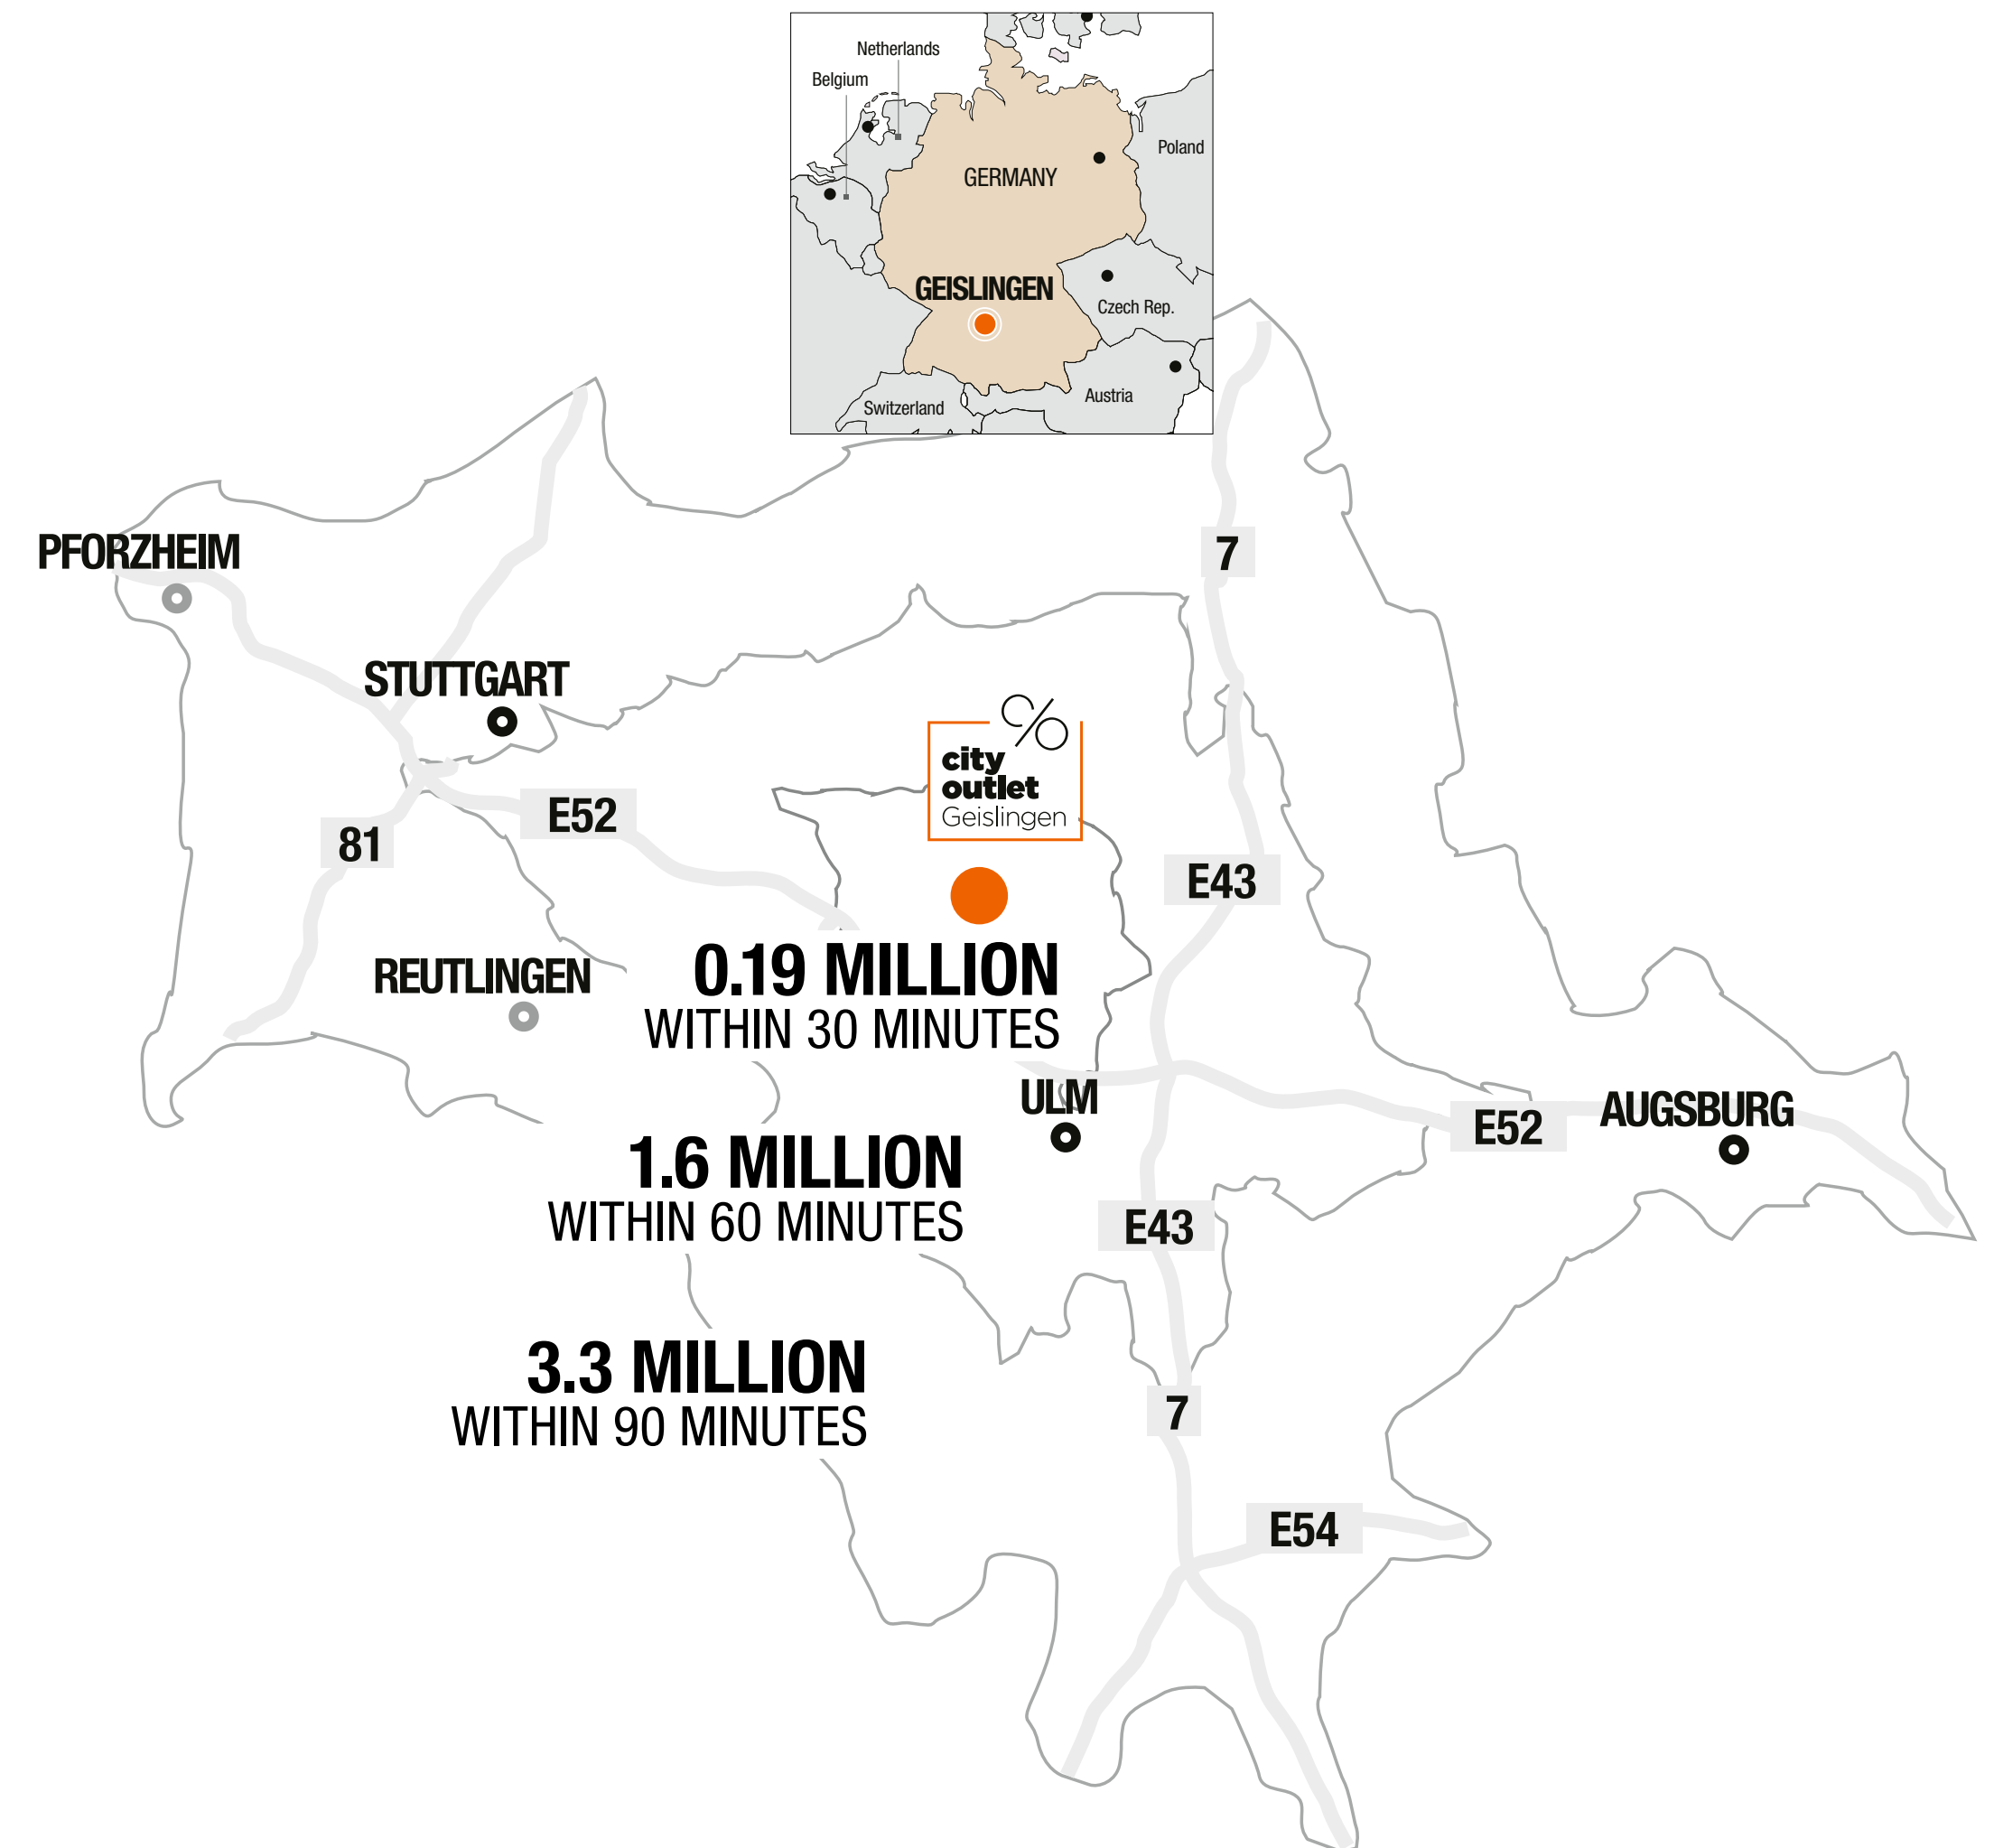 Netherlands
Belgium
Poland
GERMANY
GEISLINGEN
Czech Rep.
Austria
Switzerland
7
PFORZHEIM
STUTTGART
%
city
outlet
Geislingen
E52
81
E43
0.19 MILLION
WITHIN 30 MINUTES
REUTLINGEN
ULM
AUGSBURG
E52
1.6 MILLION
WITHIN 60 MINUTES
E43
3.3 MILLION
WITHIN 90 MINUTES
7
E54